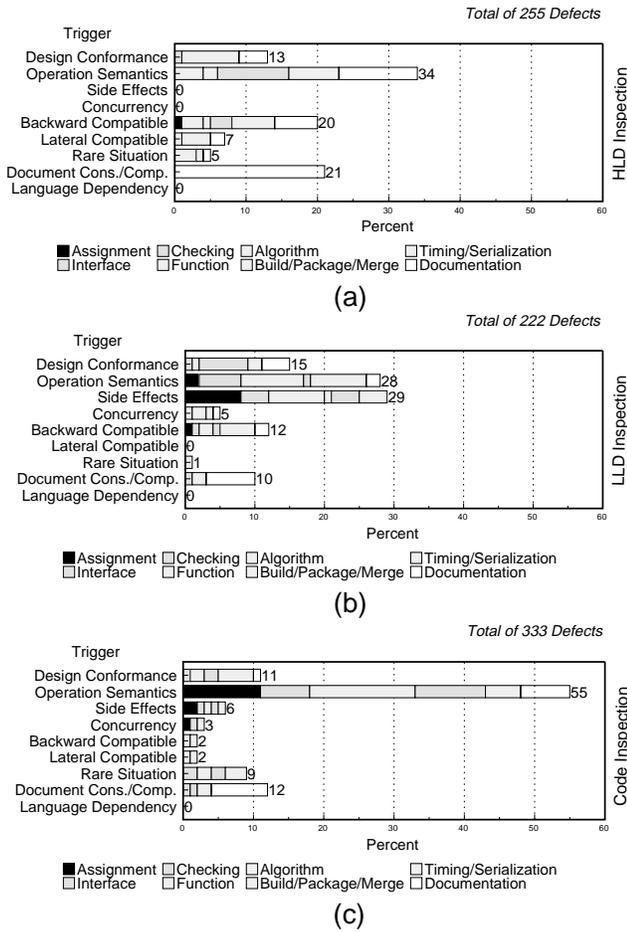 Total of 255 Defects
Trigger
Design Conformance 13
Operation Semantics 34
Side Effects 0
Concurrency 0
Backward Compatible 20
Lateral Compatible 7
Rare Situation 5
Document Cons./Comp. 21
Language Dependency 0
0 10 20 30 40 50 60
Percent
HLD Inspection
Assignment Checking Algorithm Timing/Serialization
Interface Function Build/Package/Merge Documentation
(a)
Total of 222 Defects
Trigger
Design Conformance 15
Operation Semantics 28
Side Effects 29
Concurrency 5
Backward Compatible 12
Lateral Compatible 0
Rare Situation 1
Document Cons./Comp. 10
Language Dependency 0
0 10 20 30 40 50 60
Percent
LLD Inspection
Assignment Checking Algorithm Timing/Serialization
Interface Function Build/Package/Merge Documentation
(b)
Total of 333 Defects
Trigger
Design Conformance 11
Operation Semantics 55
Side Effects 6
Concurrency 3
Backward Compatible 2
Lateral Compatible 2
Rare Situation 9
Document Cons./Comp. 12
Language Dependency 0
0 10 20 30 40 50 60
Percent
Code Inspection
Assignment Checking Algorithm Timing/Serialization
Interface Function Build/Package/Merge Documentation
(c)